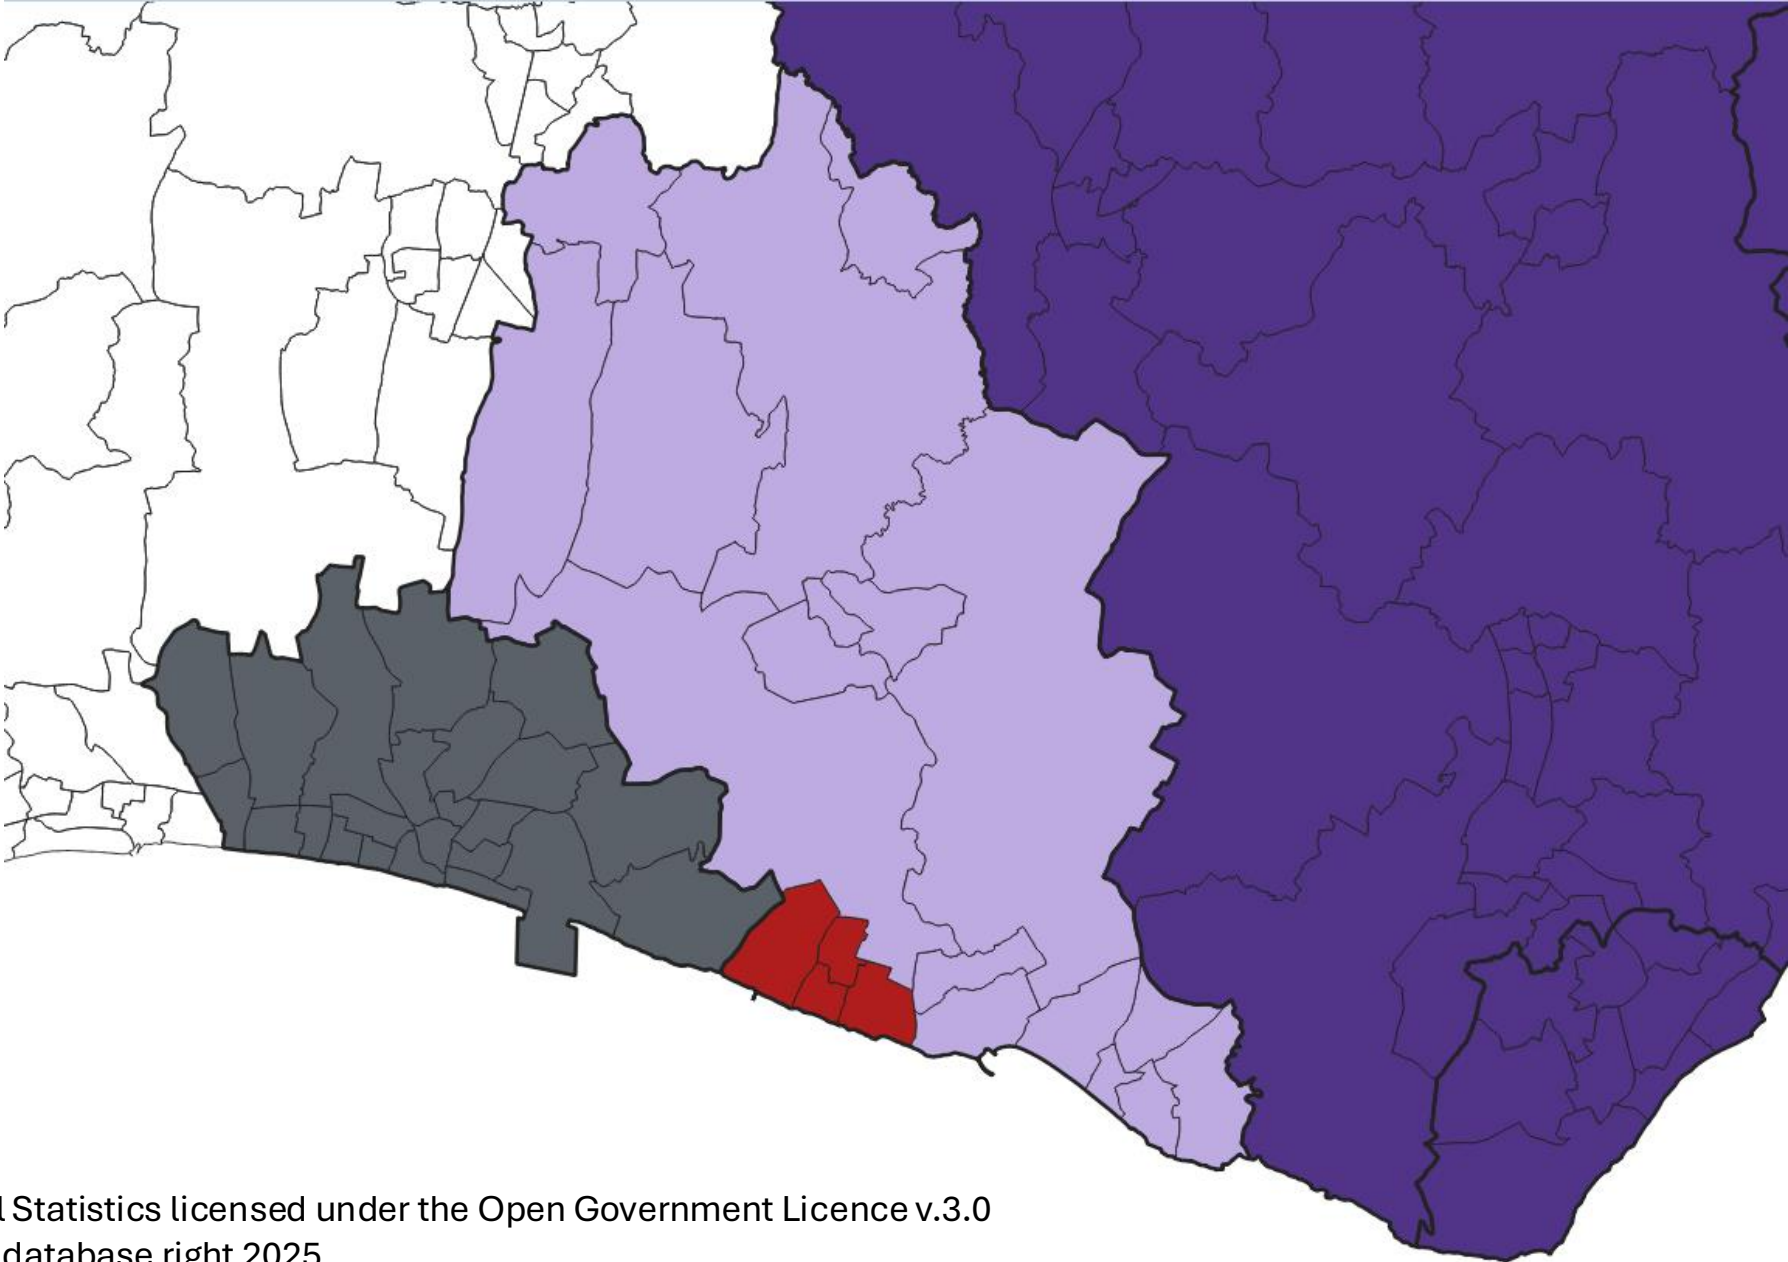 l Statistics licensed under the Open Government Licence v.3.0
database right 2025